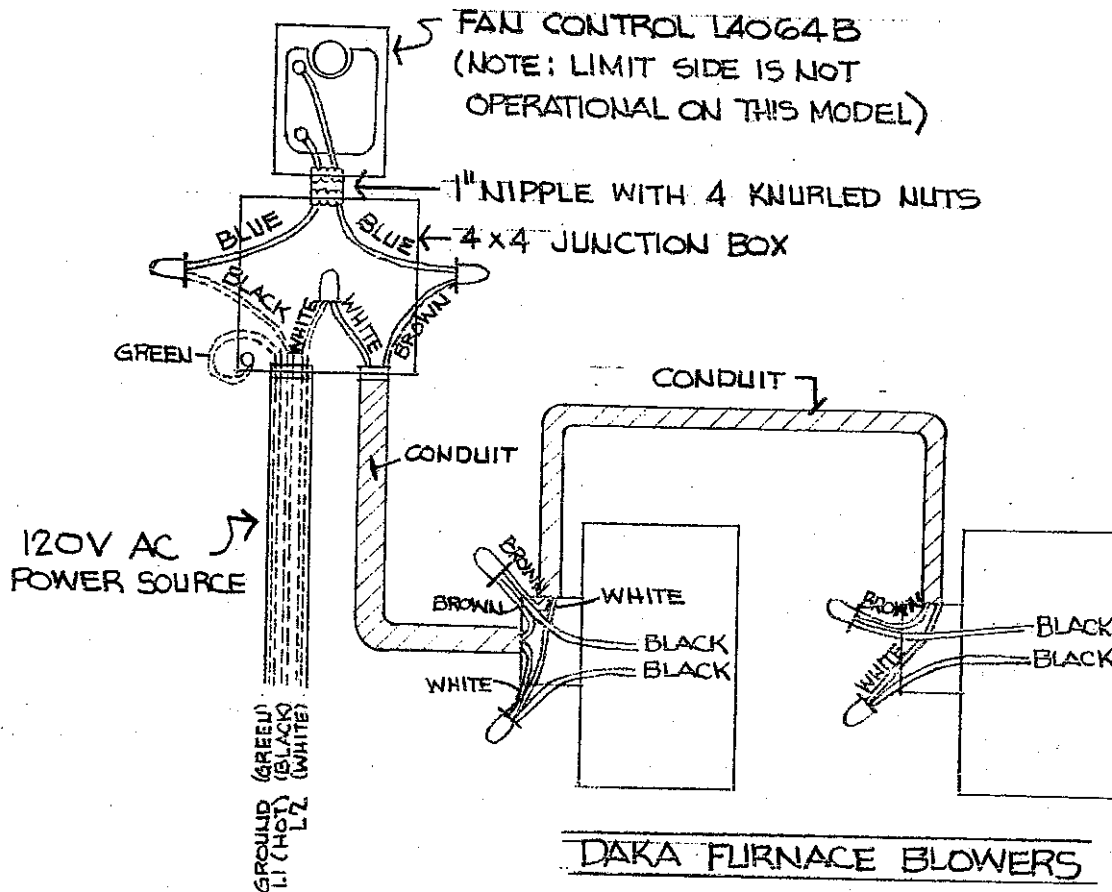 FAN CONTROL L4064B
(NOTE: LIMIT SIDE IS NOT
OPERATIONAL ON THIS MODEL)
1" NIPPLE WITH 4 KNURLED NUTS
BLUE
BLUE
4 x 4 JUNCTION BOX
BLACK
WHITE
WHITE
BROWN
GREEN
CONDUIT
CONDUIT
120V AC
POWER SOURCE
BROWN
BROWN
WHITE
BLACK
BLACK
WHITE
BROWN
BLACK
BLACK
WHITE
GROUND (GREEN)
L1 (HOT) (BLACK)
L2 (WHITE)
DAKA FURNACE BLOWERS